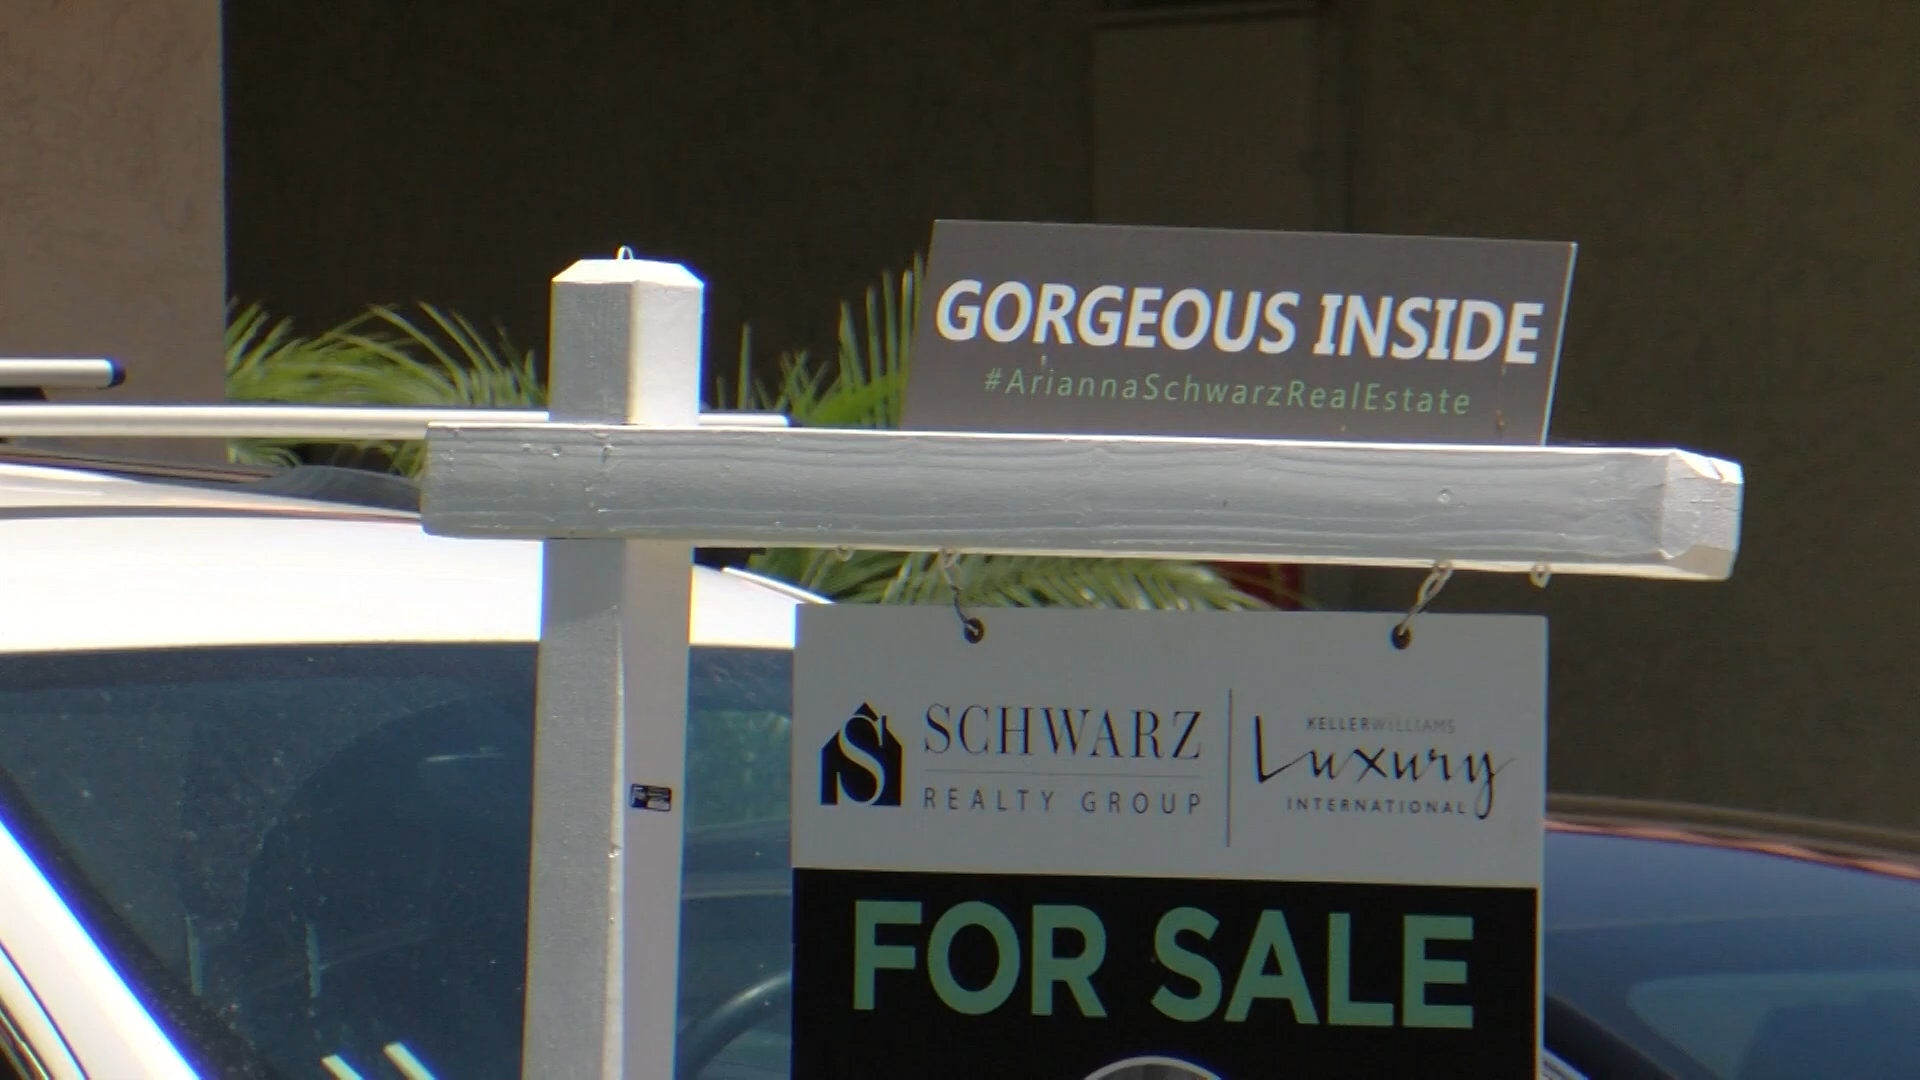 GORGEOUS INSIDE
#AriannaSchwarzRealEstate
SCHWARZ
REALTY GROUP
KELLERWILLIAMS
Luxury
INTERNATIONAL
FOR SALE